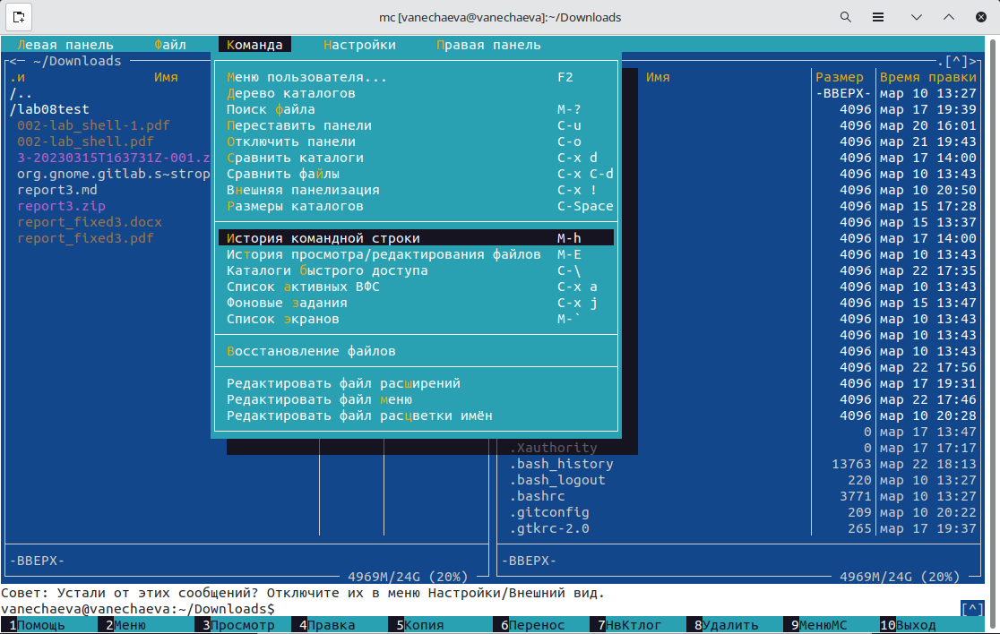 mc [vanechaeva@vanechaeva]:~/Downloads
Левая панель Файл Команда Настройки Правая панель
<— ~/Downloads .[^]>
.и Имя Имя Размер Время правки
/.. -ВВЕРХ- мар 10 13:27
/lab08test 4096 мар 17 19:39
002-lab_shell-1.pdf 4096 мар 20 16:01
002-lab_shell.pdf 4096 мар 21 19:43
3-20230315T163731Z-001.z 4096 мар 17 14:00
org.gnome.gitlab.s~strop 4096 мар 10 13:43
report3.md 4096 мар 10 20:50
report3.zip 4096 мар 15 17:28
report_fixed3.docx 4096 мар 15 13:37
report_fixed3.pdf 4096 мар 17 14:00
4096 мар 10 13:43
4096 мар 22 17:35
4096 мар 10 13:43
4096 мар 15 13:47
4096 мар 10 13:43
4096 мар 10 13:43
4096 мар 10 13:43
4096 мар 22 17:56
4096 мар 17 19:31
4096 мар 22 17:46
4096 мар 10 20:28
0 мар 17 13:47
.Xauthority 0 мар 17 17:17
.bash_history 13763 мар 22 18:13
.bash_logout 220 мар 10 13:27
.bashrc 3771 мар 10 13:27
.gitconfig 209 мар 10 20:22
.gtkrc-2.0 265 мар 17 19:37
Меню пользователя... F2
Дерево каталогов
Поиск файла M-?
Переставить панели C-u
Отключить панели C-o
Сравнить каталоги C-x d
Сравнить файлы C-x C-d
Внешняя панелизация C-x !
Размеры каталогов C-Space
История командной строки M-h
История просмотра/редактирования файлов M-E
Каталоги быстрого доступа C-\
Список активных ВФС C-x a
Фоновые задания C-x j
Список экранов M-`
Восстановление файлов
Редактировать файл расширений
Редактировать файл меню
Редактировать файл расцветки имён
-ВВЕРХ- -ВВЕРХ-
4969M/24G (20%) 4969M/24G (20%)
Совет: Устали от этих сообщений? Отключите их в меню Настройки/Внешний вид.
vanechaeva@vanechaeva:~/Downloads$ [^]
1Помощь 2Меню 3Просмотр 4Правка 5Копия 6Перенос 7НвКтлог 8Удалить 9МенюMC 10Выход